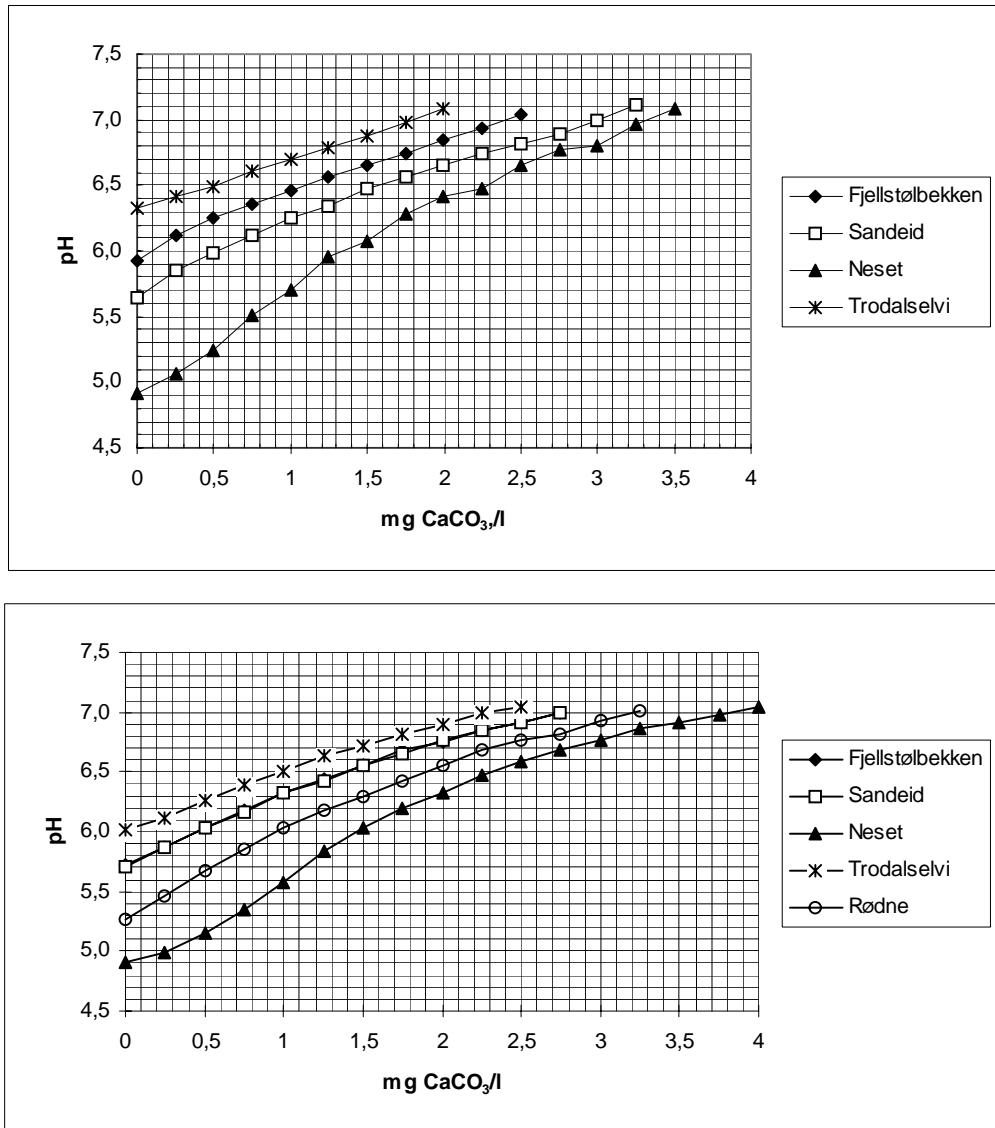 7,5
7,0
6,5
6,0
5,5
5,0
4,5
pH
0 0,5 1 1,5 2 2,5 3 3,5 4
mg CaCO₃,/l
Fjellstølbekken
Sandeid
Neset
Trodalselvi
7,5
7,0
6,5
6,0
5,5
5,0
4,5
pH
0 0,5 1 1,5 2 2,5 3 3,5 4
mg CaCO₃/l
Fjellstølbekken
Sandeid
Neset
Trodalselvi
Rødne